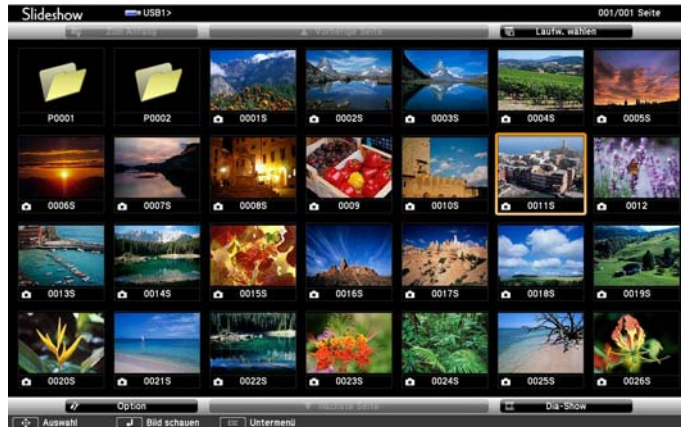 Slideshow USB1> 001/001 Seite
Zum Anfang ▲ Vorherige Seite Laufw. wählen
P0001 P0002 0001S 0002S 0003S 0004S 0005S
0006S 0007S 0008S 0009 0010S 0011S 0012
0013S 0014S 0015S 0016S 0017S 0018S 0019S
0020S 0021S 0022S 0023S 0024S 0025S 0026S
Option ▼ Nächste Seite Dia-Show
Auswahl Bild schauen ESC Untermenü